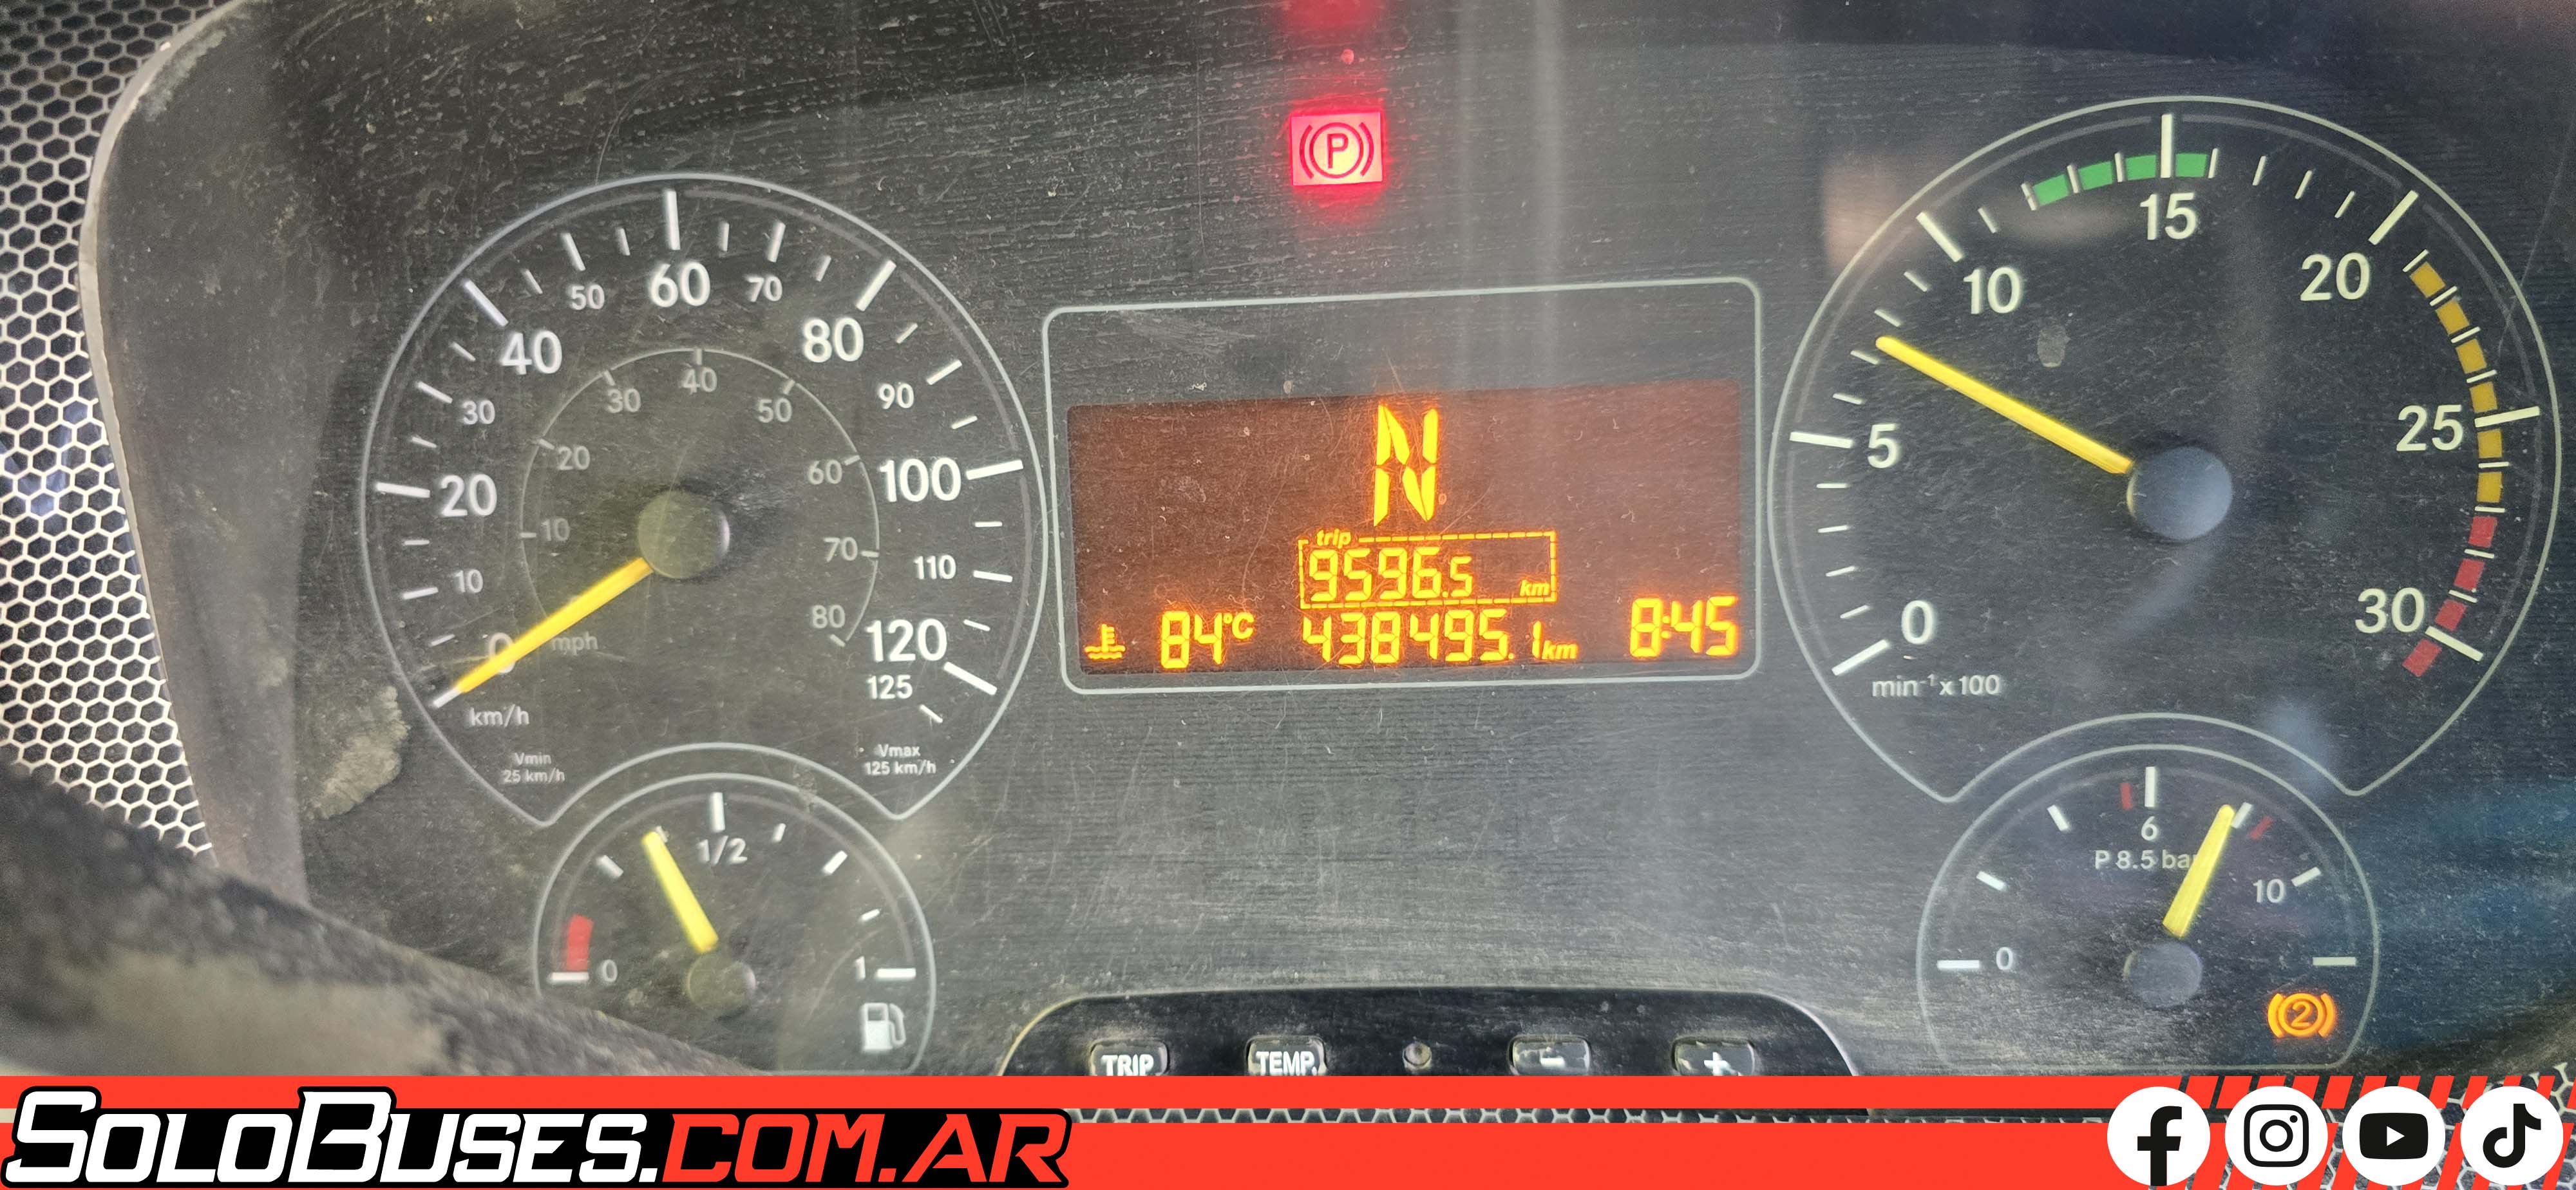 P
0
10
20
30
40
50
60
70
80
90
100
110
120
125
km/h
10
20
30
40
50
60
70
80
mph
Vmin
25 km/h
Vmax
125 km/h
0
1/2
1
N
trip
9596.5 km
84°C
438495.1km
8:45
0
5
10
15
20
25
30
min⁻¹ x 100
0
6
10
P 8.5 bar
2
TRIP
TEMP.
-
+
SOLOBUSES.COM.AR